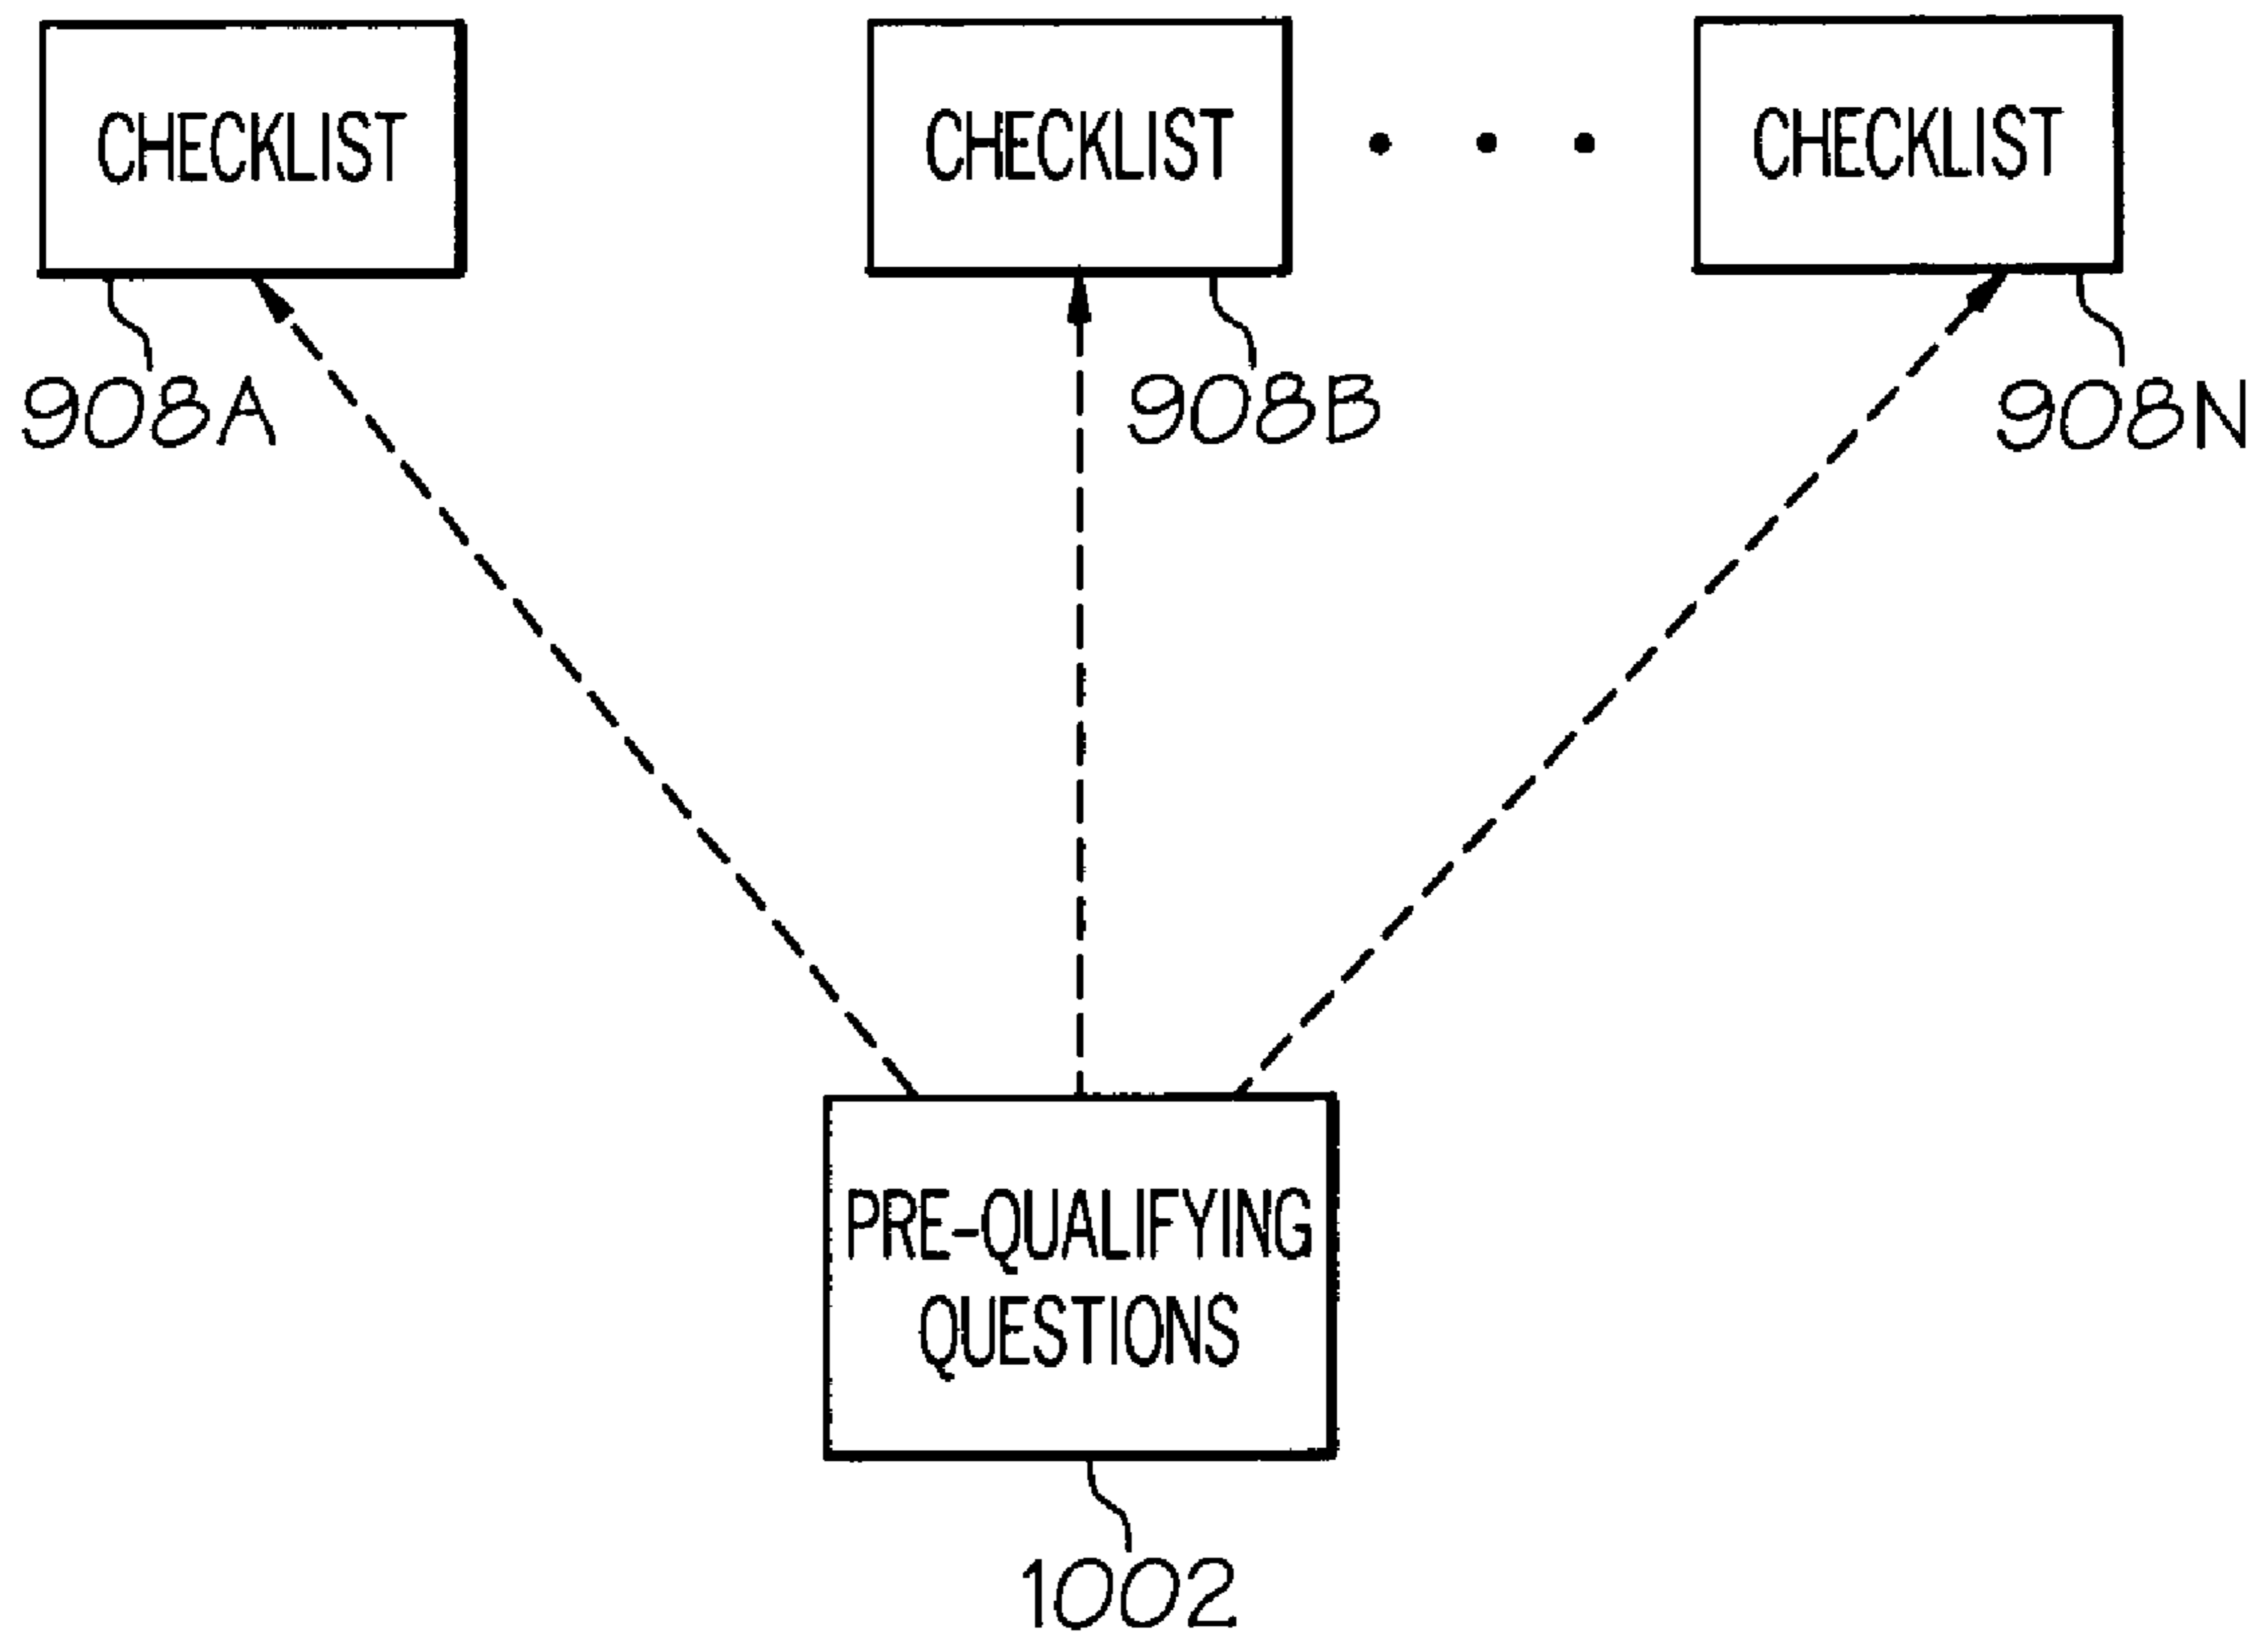 CHECKLIST
CHECKLIST
CHECKLIST
908A
908B
908N
PRE-QUALIFYING
QUESTIONS
1002